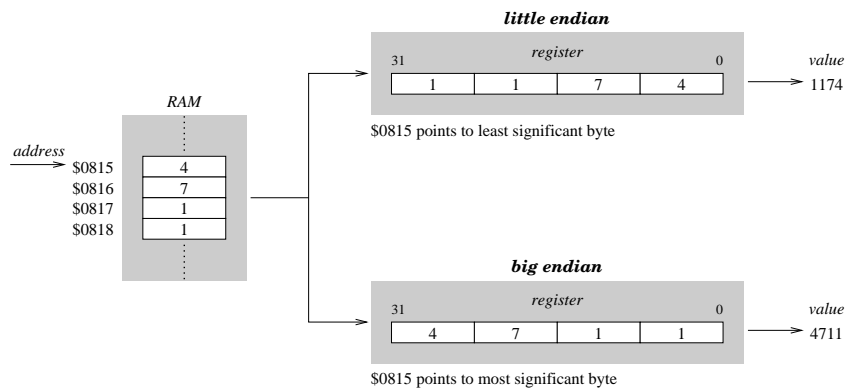 little endian
register
31 0
1 1 7 4
value
1174
$0815 points to least significant byte
RAM
address
$0815 4
$0816 7
$0817 1
$0818 1
big endian
register
31 0
4 7 1 1
value
4711
$0815 points to most significant byte